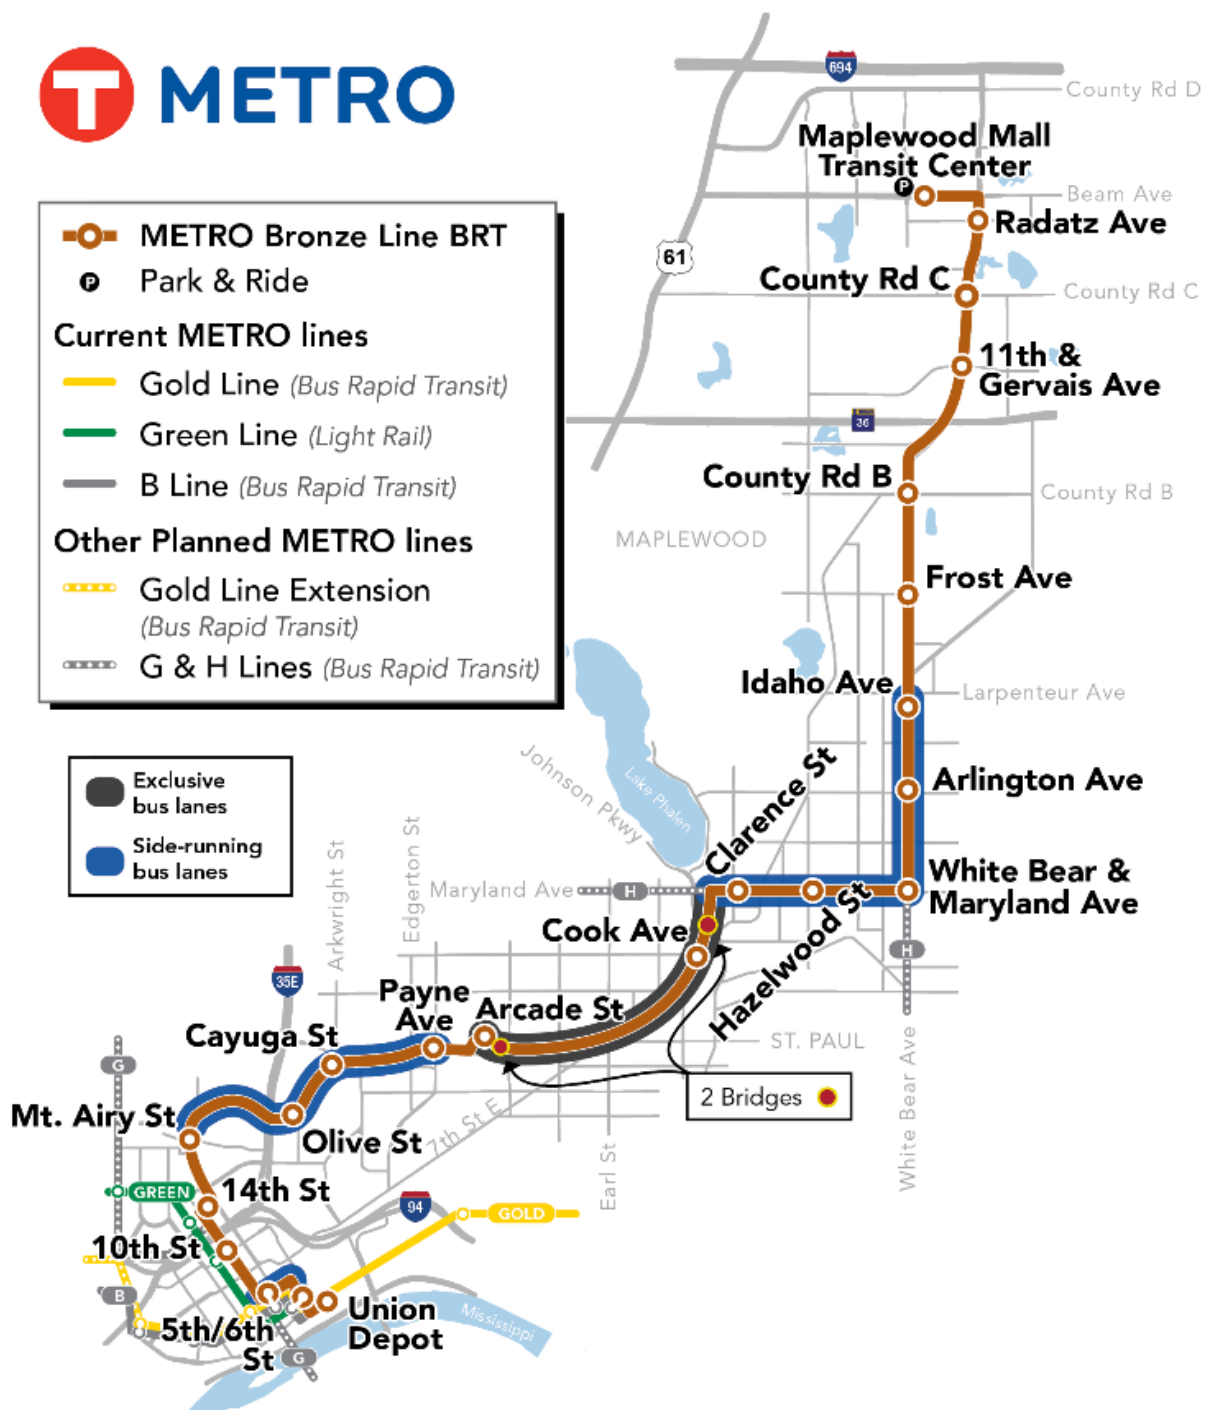 T METRO
METRO Bronze Line BRT
P Park & Ride
Current METRO lines
Gold Line (Bus Rapid Transit)
Green Line (Light Rail)
B Line (Bus Rapid Transit)
Other Planned METRO lines
Gold Line Extension
(Bus Rapid Transit)
G & H Lines (Bus Rapid Transit)
Exclusive
bus lanes
Side-running
bus lanes
694
County Rd D
Maplewood Mall
Transit Center
P
Beam Ave
Radatz Ave
61
County Rd C
County Rd C
11th &
Gervais Ave
36
County Rd B
County Rd B
MAPLEWOOD
Frost Ave
Idaho Ave
Larpenteur Ave
Johnson Pkwy
Lake Phalen
Clarence St
Arlington Ave
White Bear &
Maryland Ave
Maryland Ave
H
Hazelwood St
Cook Ave
H
Arkwright St
Edgerton St
35E
Payne
Ave
Arcade St
Cayuga St
ST. PAUL
White Bear Ave
2 Bridges
G
Mt. Airy St
Olive St
7th St E
Earl St
GREEN
14th St
94
GOLD
10th St
B
5th/6th
St
Union
Depot
Mississippi
G